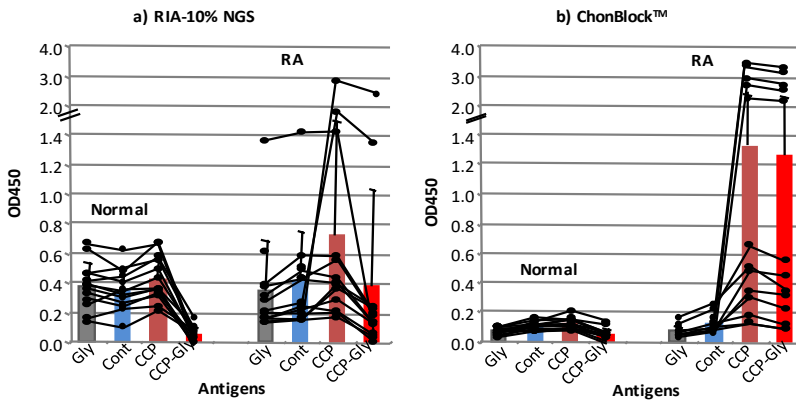 a) RIA-10% NGS
b) ChonBlock™
4.0
3.0
2.0
1.4
1.2
1.0
0.8
0.6
0.4
0.2
0.0
OD450
Normal
RA
Gly
Cont
CCP
CCP-Gly
Gly
Cont
CCP
CCP-Gly
Antigens
4.0
3.0
2.0
1.4
1.2
1.0
0.8
0.6
0.4
0.2
0.0
OD450
Normal
RA
Gly
Cont
CCP
CCP-Gly
Gly
Cont
CCP
CCP-Gly
Antigens